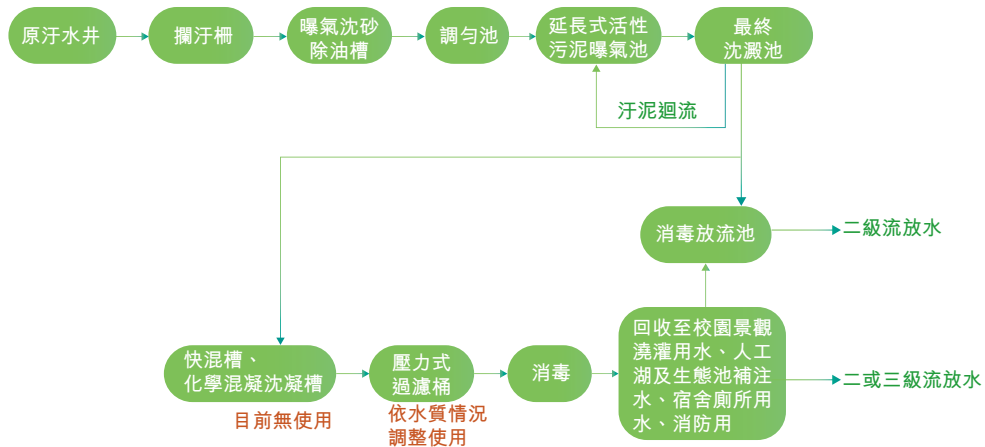 原汙水井
攔汙柵
曝氣沈砂
除油槽
調勻池
延長式活性
污泥曝氣池
最終
沈澱池
汙泥迴流
消毒放流池
二級流放水
快混槽、
化學混凝沈凝槽
目前無使用
壓力式
過濾桶
依水質情況
調整使用
消毒
回收至校園景觀
澆灌用水、人工
湖及生態池補注
水、宿舍廁所用
水、消防用
二或三級流放水